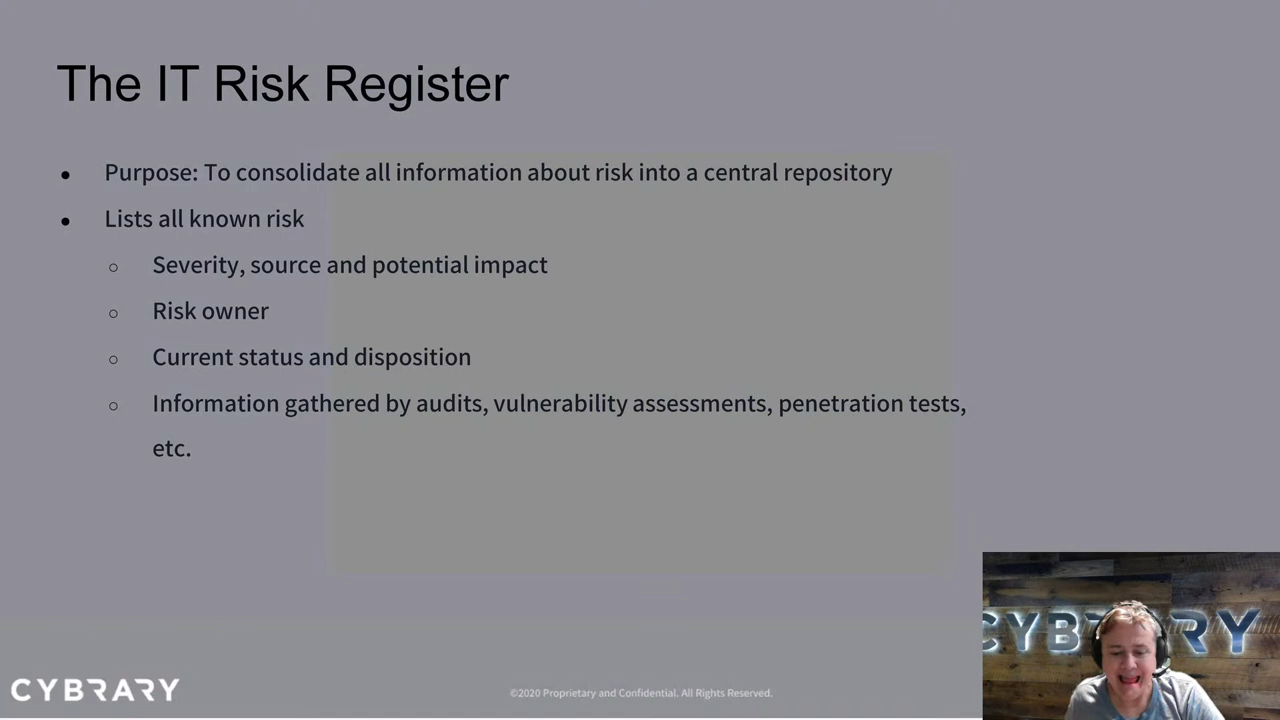 The IT Risk Register
• Purpose: To consolidate all information about risk into a central repository
• Lists all known risk
○ Severity, source and potential impact
○ Risk owner
○ Current status and disposition
○ Information gathered by audits, vulnerability assessments, penetration tests,
etc.
CYBRARY
CYBRARY
©2020 Proprietary and Confidential. All Rights Reserved.